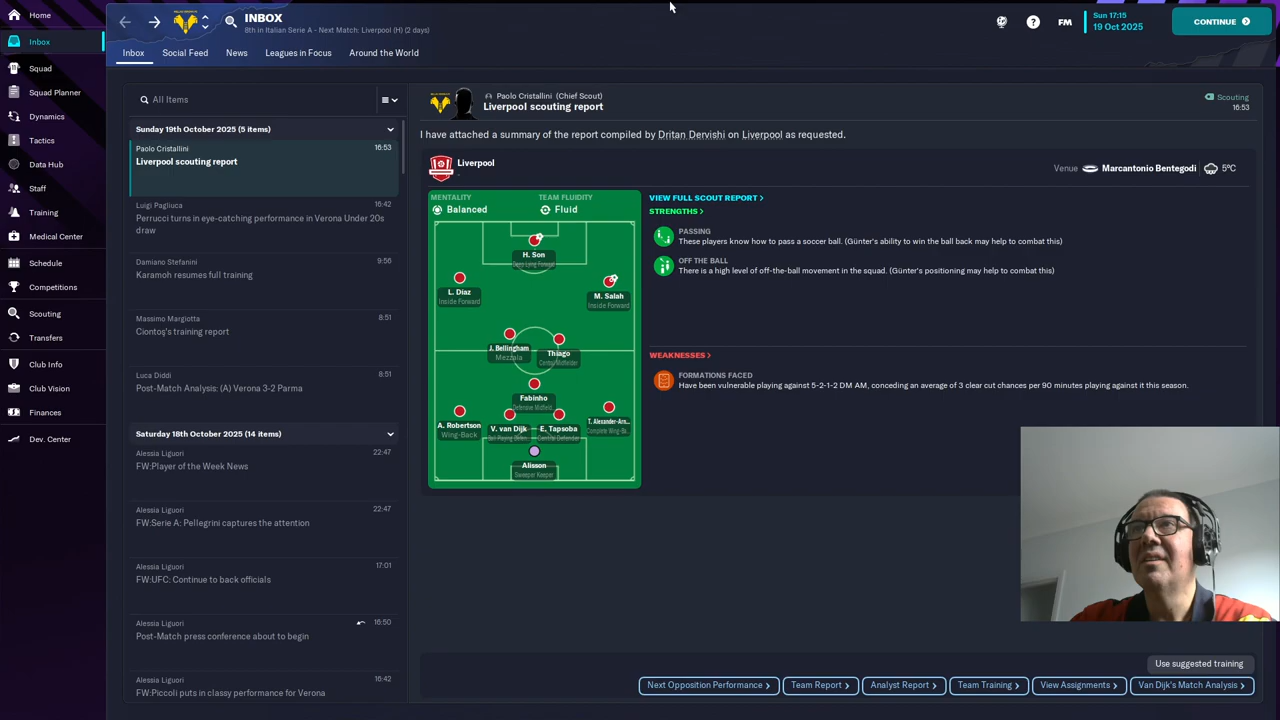 Home
Inbox
Squad
Squad Planner
Dynamics
Tactics
Data Hub
Staff
Training
Medical Center
Schedule
Competitions
Scouting
Transfers
Club Info
Club Vision
Finances
Dev. Center
INBOX
8th in Italian Serie A - Next Match: Liverpool (H) (2 days)
FM
Sun 17:15
19 Oct 2025
CONTINUE
Inbox
Social Feed
News
Leagues in Focus
Around the World
All Items
Sunday 19th October 2025 (5 items)
Paolo Cristallini 16:53
Liverpool scouting report
Luigi Pagliuca 16:42
Perrucci turns in eye-catching performance in Verona Under 20s
draw
Damiano Stefanini 9:56
Karamoh resumes full training
Massimo Margiotta 8:51
Ciontoş's training report
Luca Diddi 8:51
Post-Match Analysis: (A) Verona 3-2 Parma
Saturday 18th October 2025 (14 items)
Alessia Liguori 22:47
FW:Player of the Week News
Alessia Liguori 22:47
FW:Serie A: Pellegrini captures the attention
Alessia Liguori 17:01
FW:UFC: Continue to back officials
Alessia Liguori 16:50
Post-Match press conference about to begin
Alessia Liguori 16:42
FW:Piccoli puts in classy performance for Verona
Paolo Cristallini (Chief Scout)
Liverpool scouting report
Scouting
16:53
I have attached a summary of the report compiled by Dritan Dervishi on Liverpool as requested.
Liverpool
Venue Marcantonio Bentegodi 5°C
MENTALITY
Balanced
TEAM FLUIDITY
Fluid
H. Son
Deep Lying Forward
L. Díaz
Inside Forward
M. Salah
Inside Forward
J. Bellingham
Mezzala
Thiago
Central Midfielder
Fabinho
A. Robertson
Wing-Back
V. van Dijk
E. Tapsoba
Central Defender
T. Alexander-Arn...
Complete Wing-Ba...
Alisson
Sweeper Keeper
VIEW FULL SCOUT REPORT
STRENGTHS
PASSING
These players know how to pass a soccer ball. (Günter's ability to win the ball back may help to combat this)
OFF THE BALL
There is a high level of off-the-ball movement in the squad. (Günter's positioning may help to combat this)
WEAKNESSES
FORMATIONS FACED
Have been vulnerable playing against 5-2-1-2 DM AM, conceding an average of 3 clear cut chances per 90 minutes playing against it this season.
Use suggested training
Next Opposition Performance
Team Report
Analyst Report
Team Training
View Assignments
Van Dijk's Match Analysis